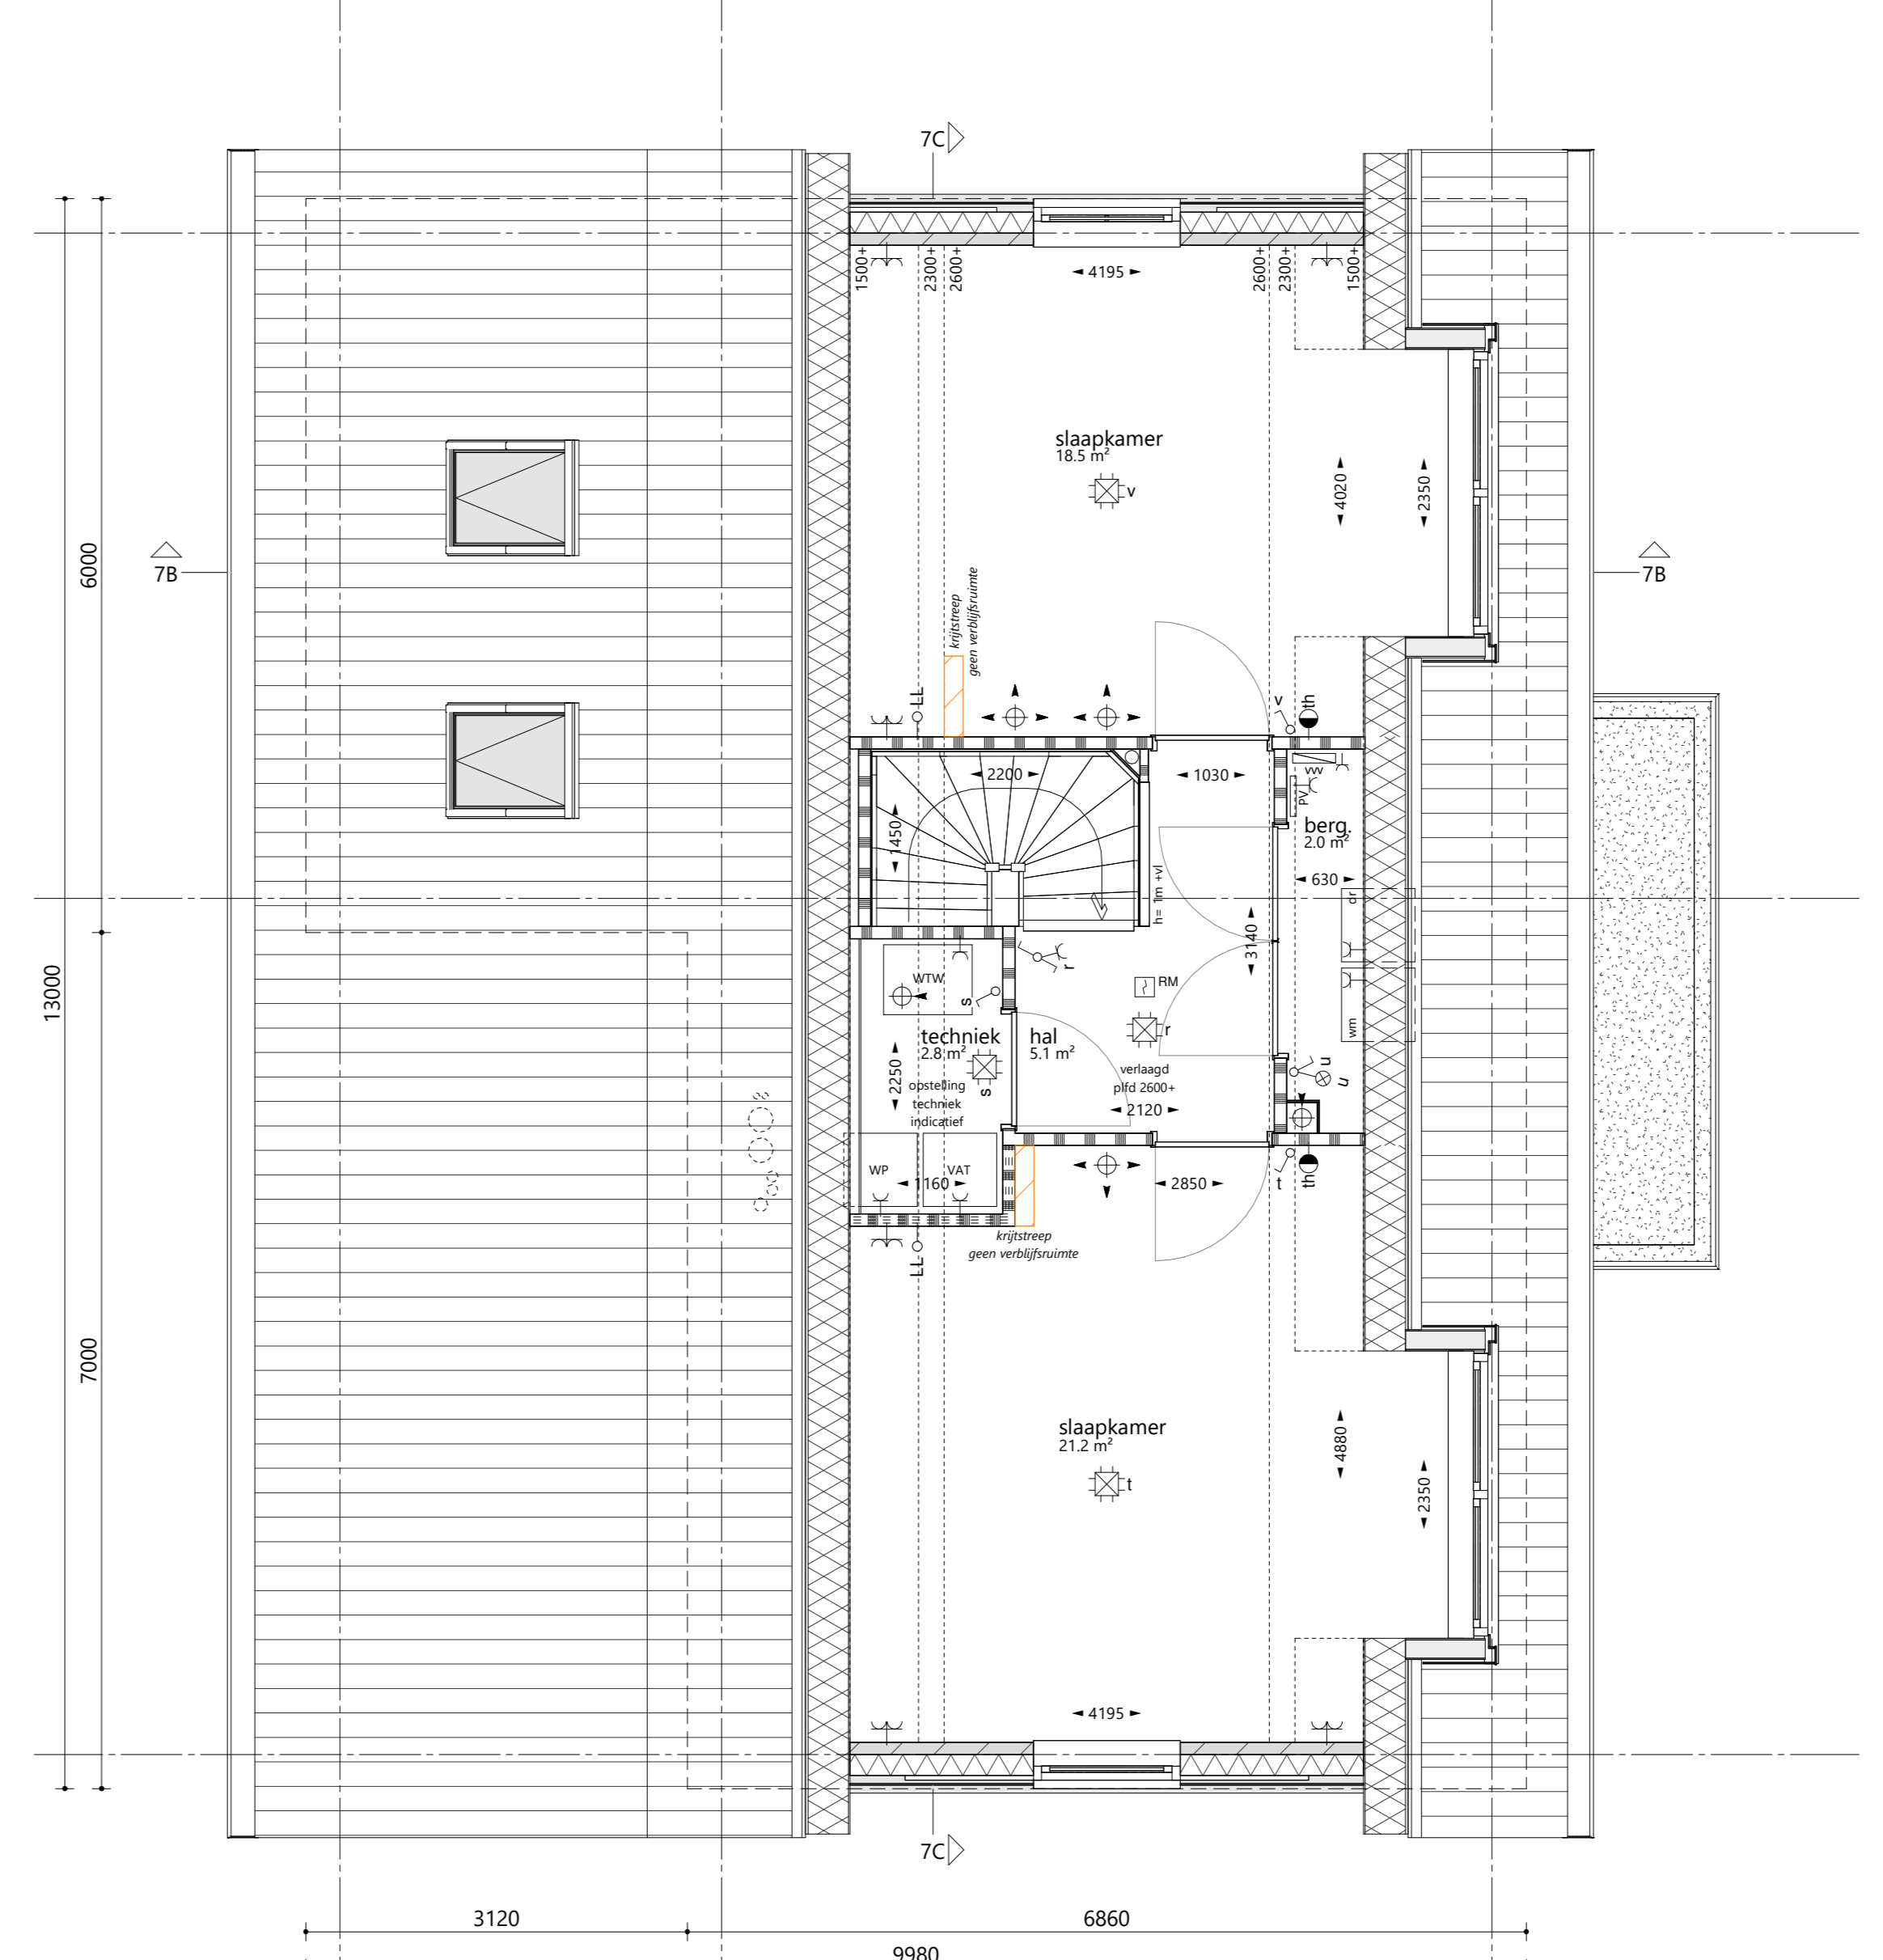 7C
1500+
2300+
2600+
4195
2600+
2300+
1500+
slaapkamer
18.5 m²
v
4020
2350
6000
7B
7B
krijtstreep
geen verblijfsruimte
LL
v
th
2200
1030
vvv
PV
1450
berg.
2.0 m²
630
h= 1m +vl
dr
13000
3140
r
WTW
RM
s
techniek
2.8 m²
hal
5.1 m²
r
wm
2250
s
opstelling
techniek
indicatief
verlaagd
plfd 2600+
2120
u
u
WP
VAT
1160
2850
t
th
LL
krijtstreep
geen verblijfsruimte
7000
slaapkamer
21.2 m²
t
4880
2350
4195
7C
3120
6860
9980